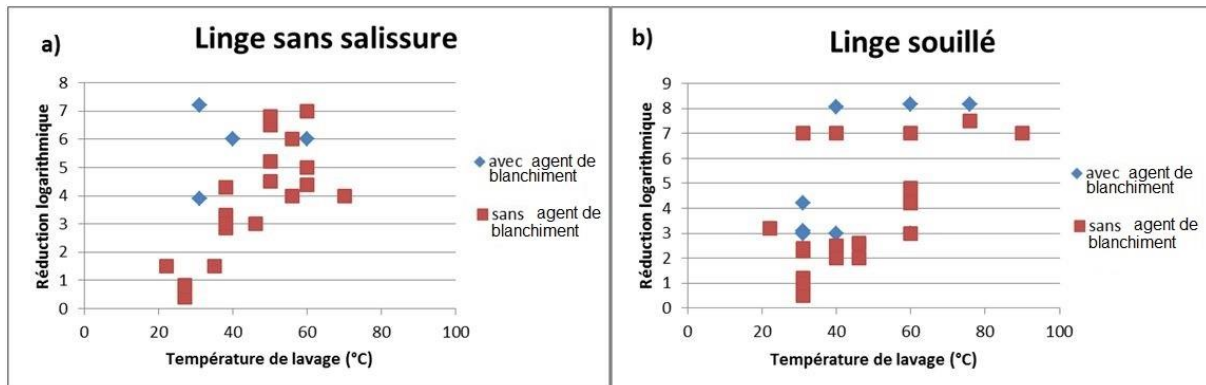 a)
Linge sans salissure
Réduction logarithmique
8
7
6
5
4
3
2
1
0
0 20 40 60 80 100
Température de lavage (°C)
avec agent de
blanchiment
sans agent de
blanchiment
b)
Linge souillé
Réduction logarithmique
9
8
7
6
5
4
3
2
1
0
0 20 40 60 80 100
Température de lavage (°C)
avec agent de
blanchiment
sans agent de
blanchiment